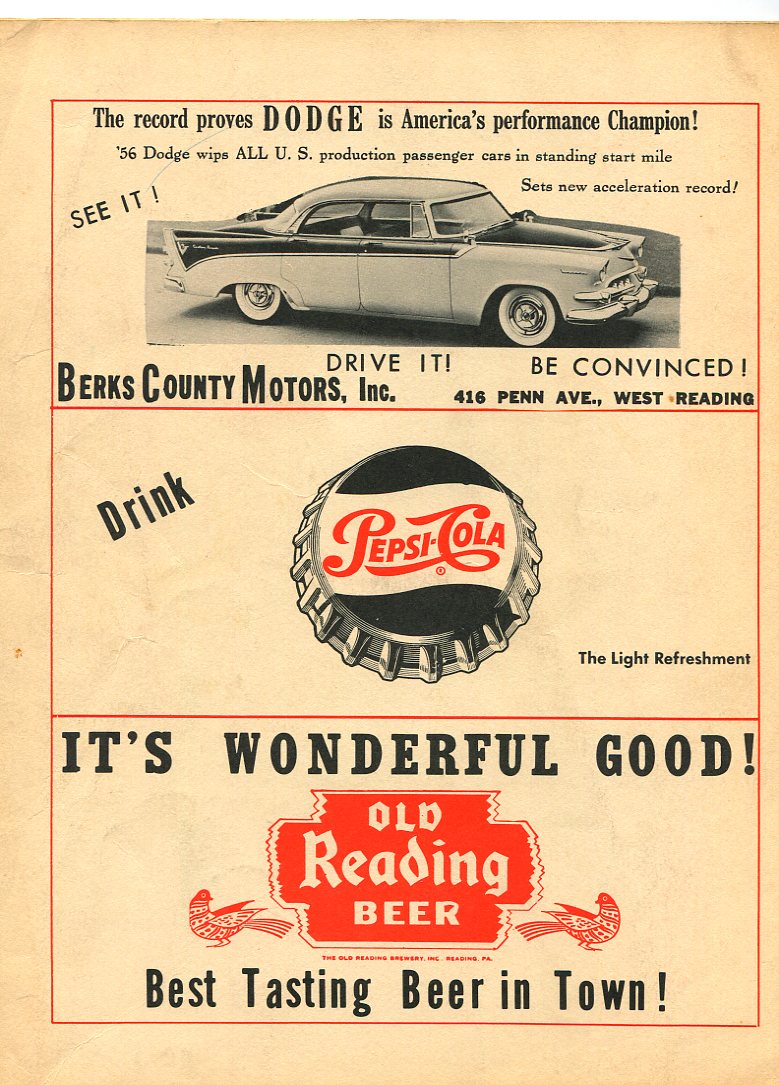 The record proves DODGE is America's performance Champion!
'56 Dodge wips ALL U. S. production passenger cars in standing start mile
Sets new acceleration record!
SEE IT!
DRIVE IT!
BE CONVINCED!
BERKS COUNTY MOTORS, Inc.
416 PENN AVE., WEST READING
Drink
PEPSI-COLA
®
The Light Refreshment
IT'S WONDERFUL GOOD!
OLD
Reading
BEER
THE OLD READING BREWERY, INC. READING, PA.
Best Tasting Beer in Town!